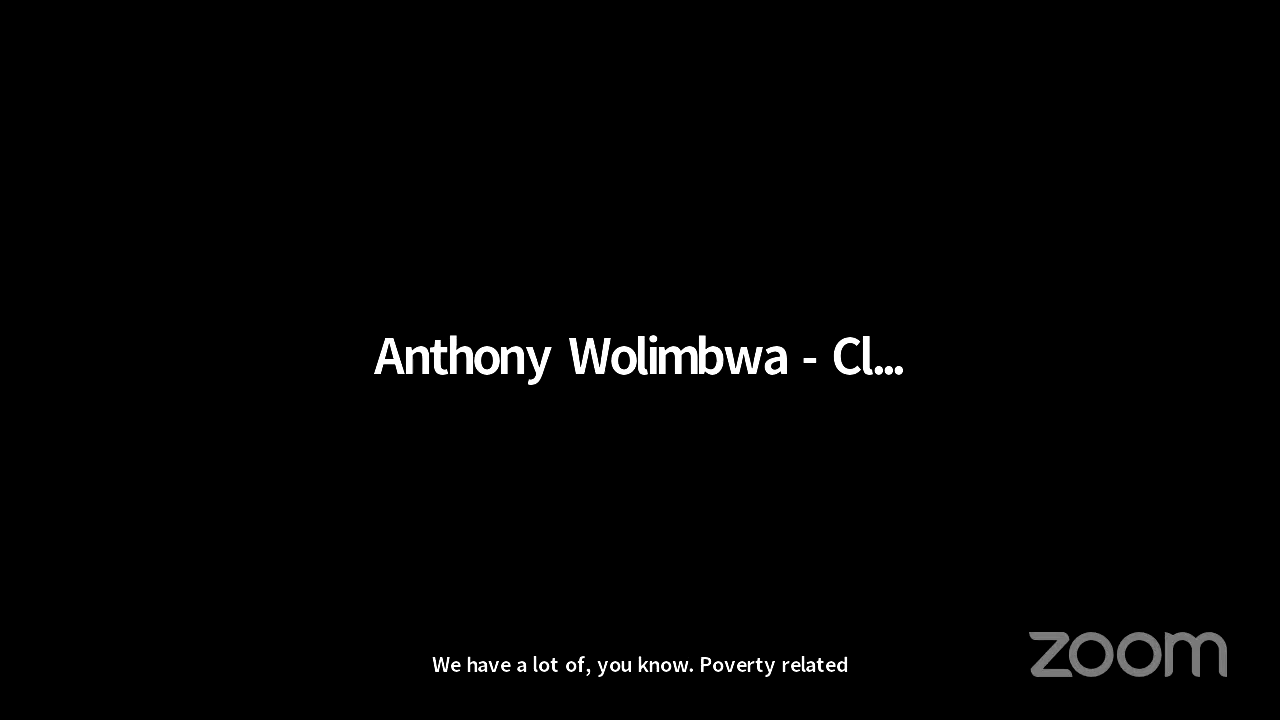 Anthony Wolimbwa - Cl...
We have a lot of, you know. Poverty related
zoom